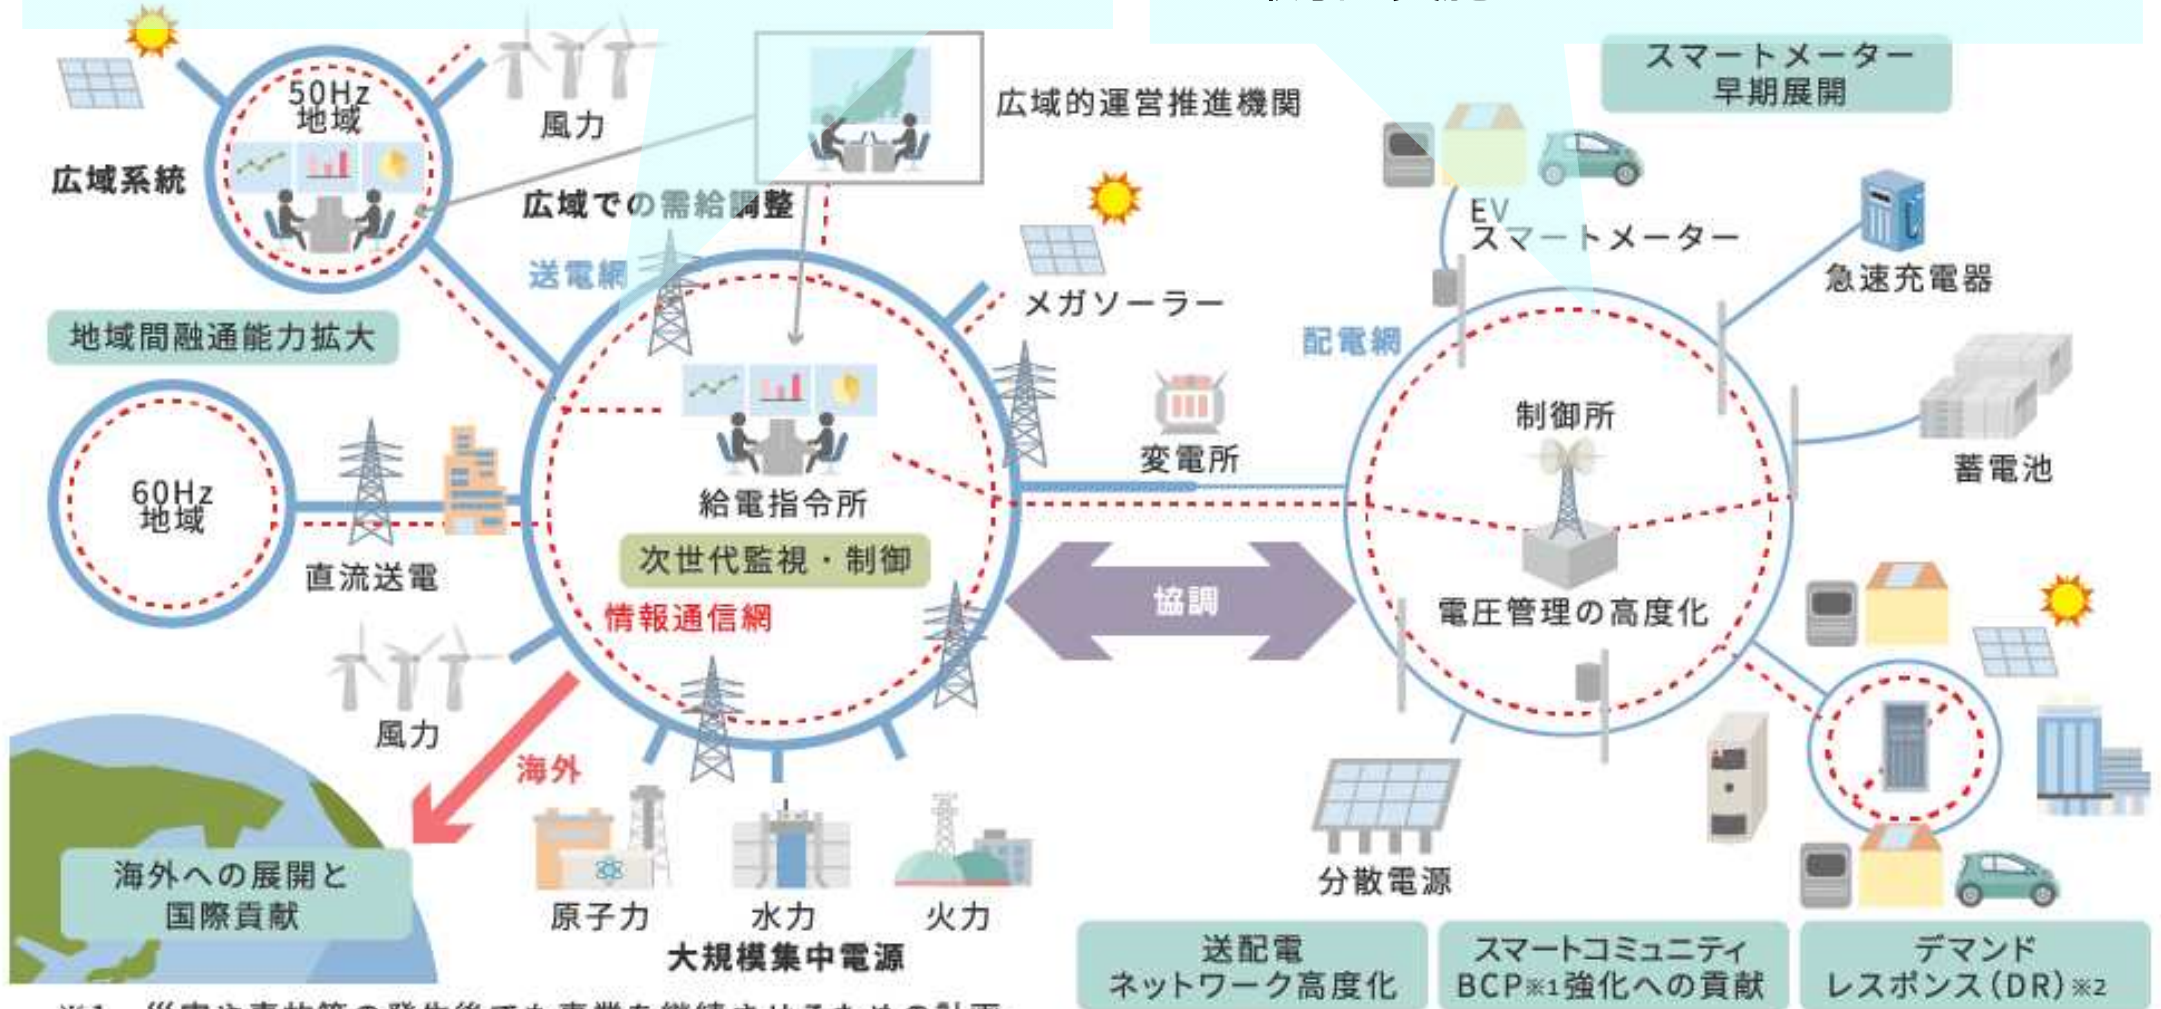 スマートメーター
早期展開
50Hz
地域
風力
広域的運営推進機関
広域系統
広域での需給調整
送電網
メガソーラー
EV
スマートメーター
急速充電器
地域間融通能力拡大
配電網
制御所
変電所
蓄電池
60Hz
地域
給電指令所
直流送電
次世代監視・制御
情報通信網
協調
電圧管理の高度化
風力
海外
海外への展開と
国際貢献
分散電源
原子力
水力
火力
大規模集中電源
送配電
ネットワーク高度化
スマートコミュニティ
BCP※1強化への貢献
デマンド
レスポンス(DR)※2